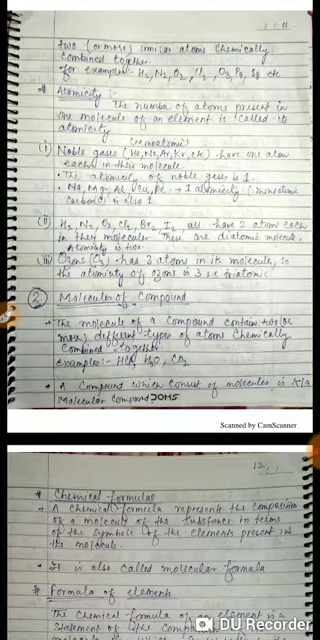 two (or more) similar atoms chemically
combined together
for example:- H2, N2, O2, Cl2, O3, P4, S8 etc
# Atomicity :-
The number of atoms present in
one molecule of an element is called its
atomicity
(monoatomic)
(i) Noble gases (He, Ne, Ar, Kr, etc) have one atom
each in their molecule.
• The atomicity of noble gases is 1.
• Na, Mg, Al, Cu, Fe → 1 atomicity (monoatomic
carbon) is also 1
(ii) H2, N2, O2, Cl2, Br2, I2 all have 2 atom each
in their molecules. They are diatomic molecule.
Atomicity is two.
(iii) Ozone (O3) has 3 atoms in its molecule, so
the atomicity of ozone is 3 i.e triatomic
(2) Molecules of Compound
→ The molecule of a compound contain two (or
more) different types of atoms chemically
combined together.
Examples:- HCl, H2O, CO2
→ A compound which consist of molecules is k/a
molecular compound
Scanned by CamScanner
12
# Chemical formulas
→ A chemical formula represents the composition
of a molecule of the substance in terms
of the symbols of the elements present in
the molecule.
→ It is also called molecular formula
# Formula of elements
The chemical formula of an element is a
statement of the
DU Recorder